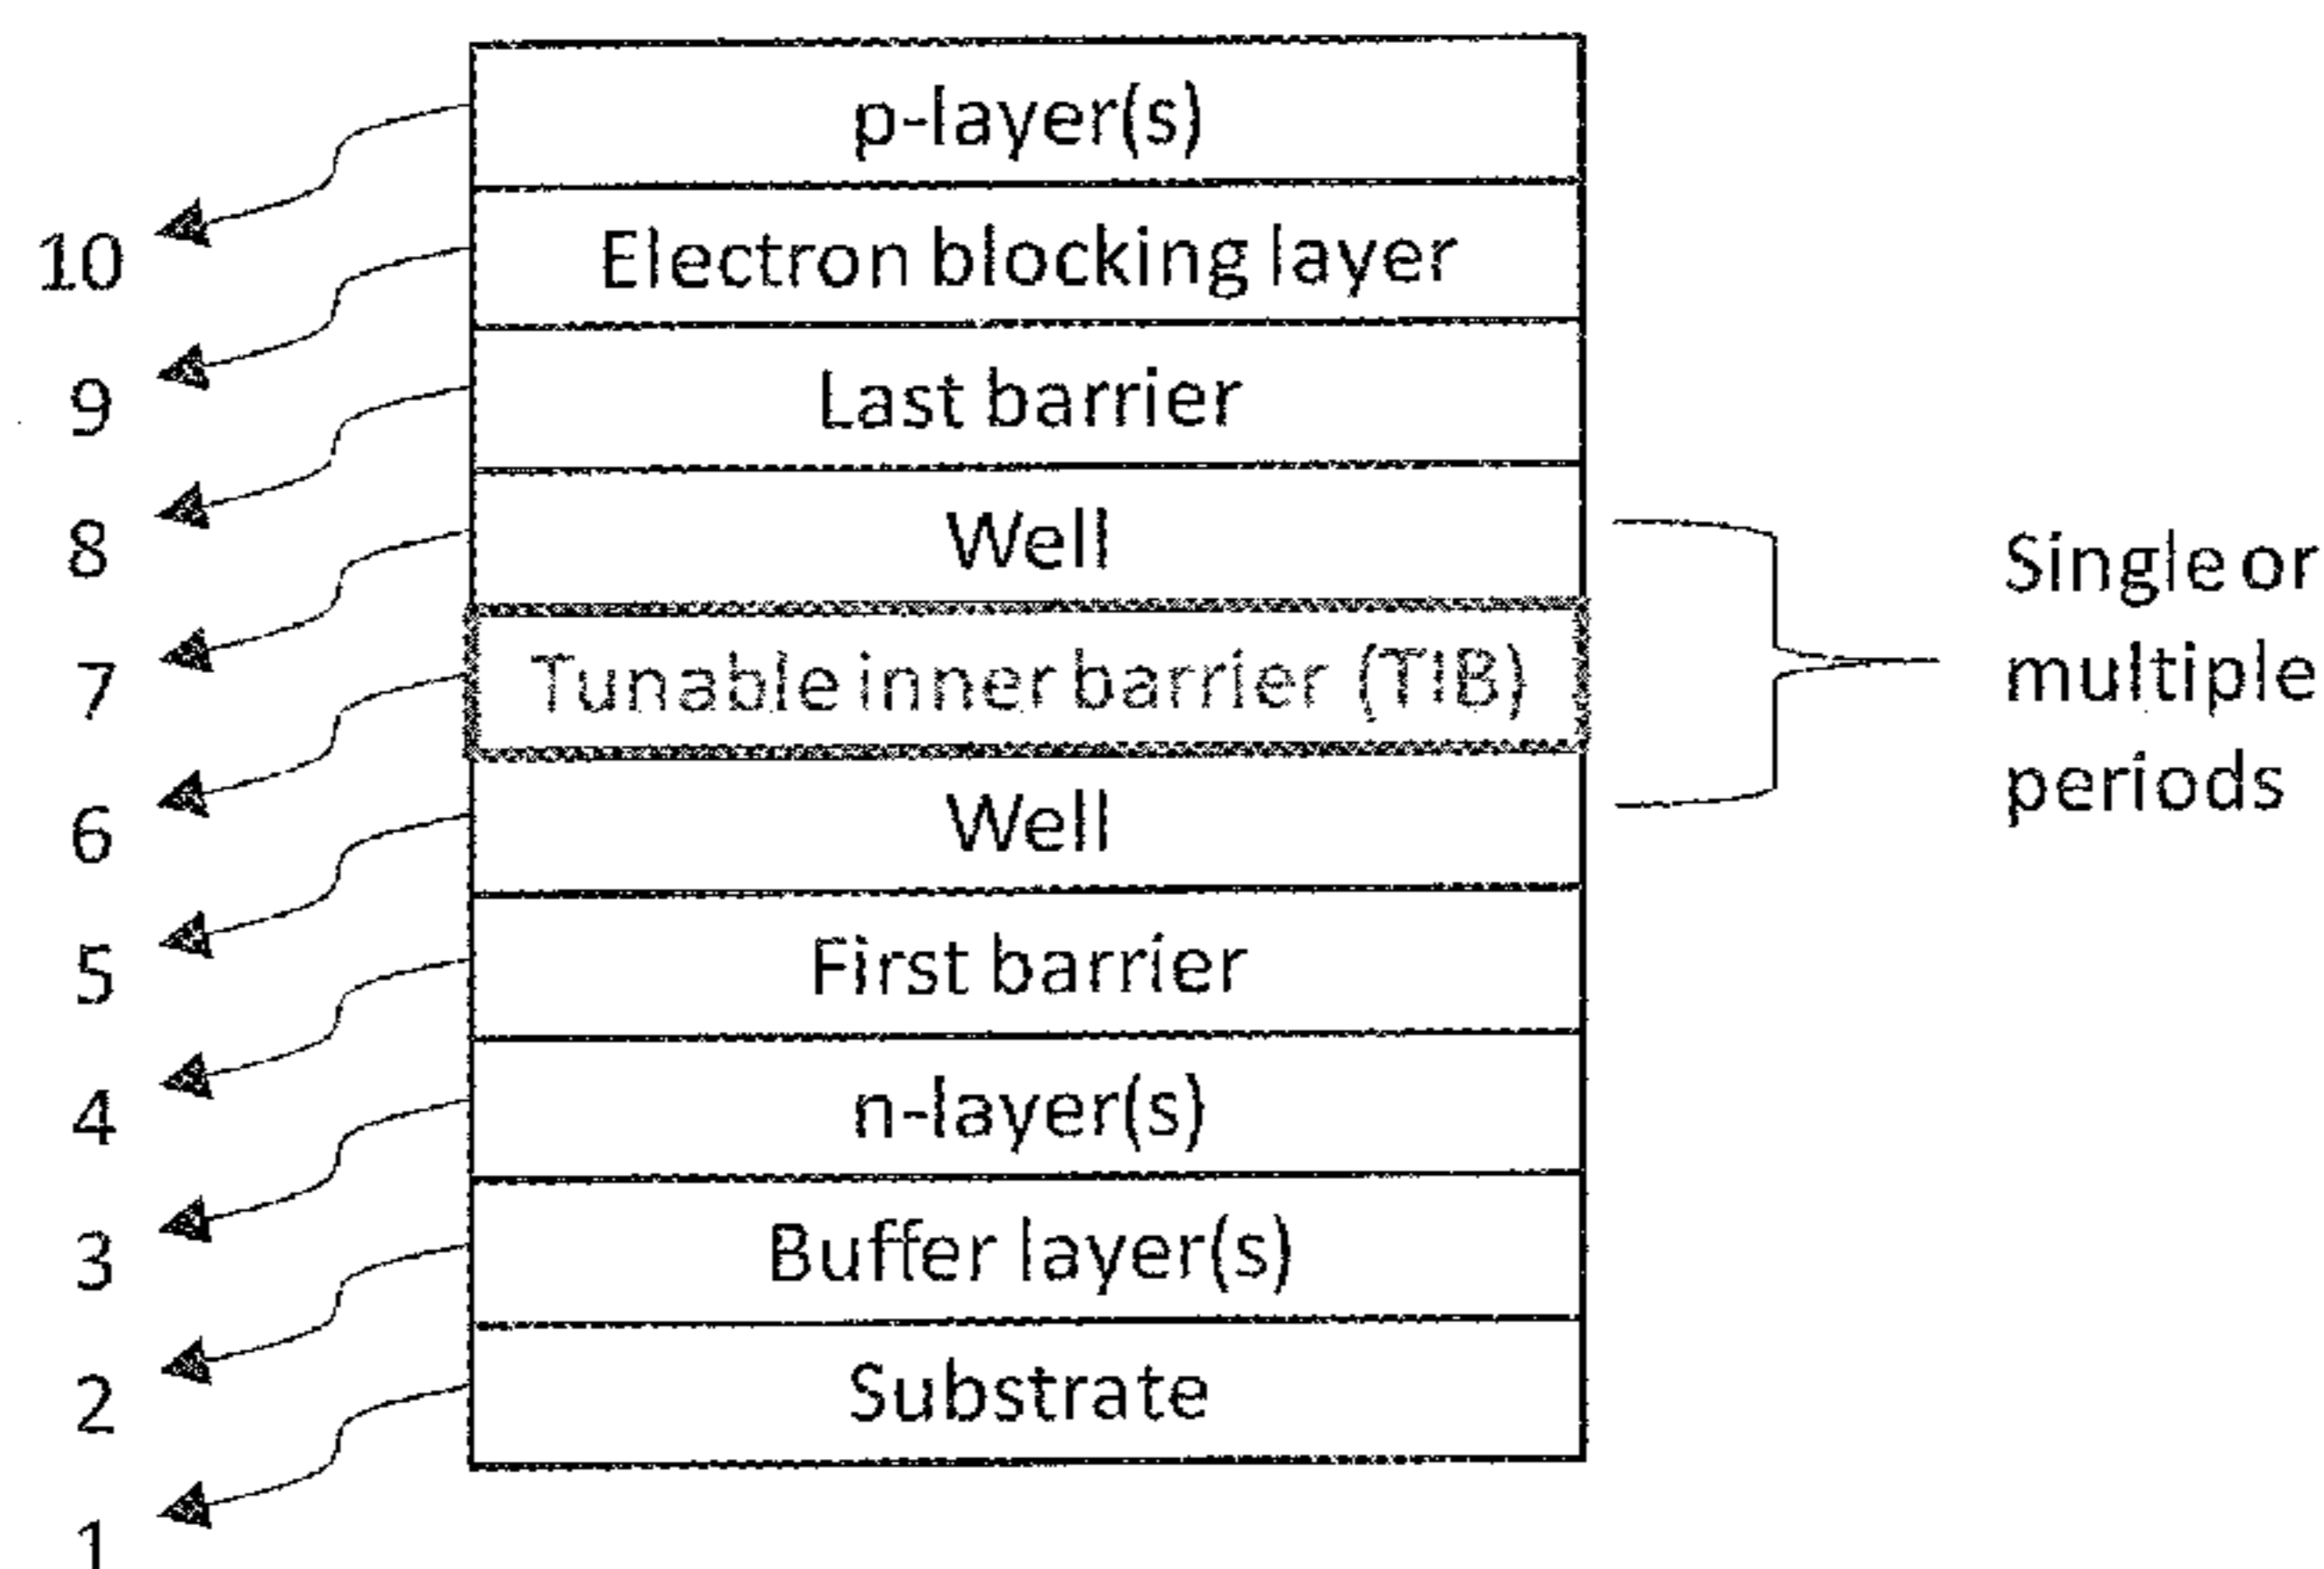 p-layer(s)
10
Electron blocking layer
9
Last barrier
8
Well
7
Tunable inner barrier (TIB)
6
Well
5
First barrier
4
n-layer(s)
3
Buffer layer(s)
2
Substrate
1
Single or
multiple
periods